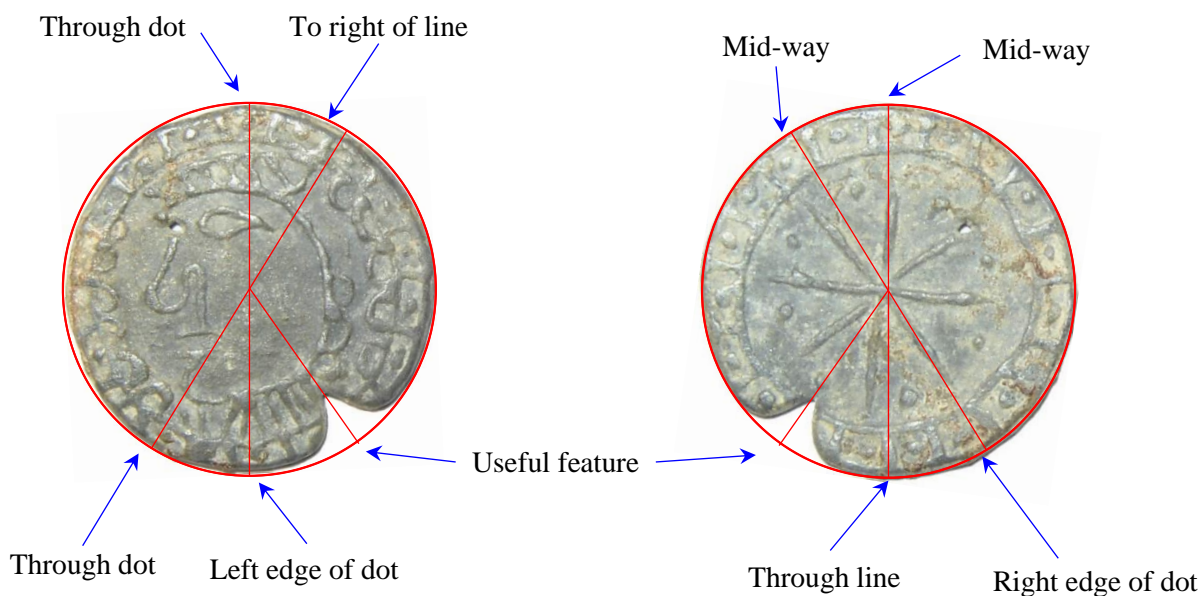 Through dot
To right of line
Mid-way
Mid-way
Useful feature
Through dot
Left edge of dot
Through line
Right edge of dot